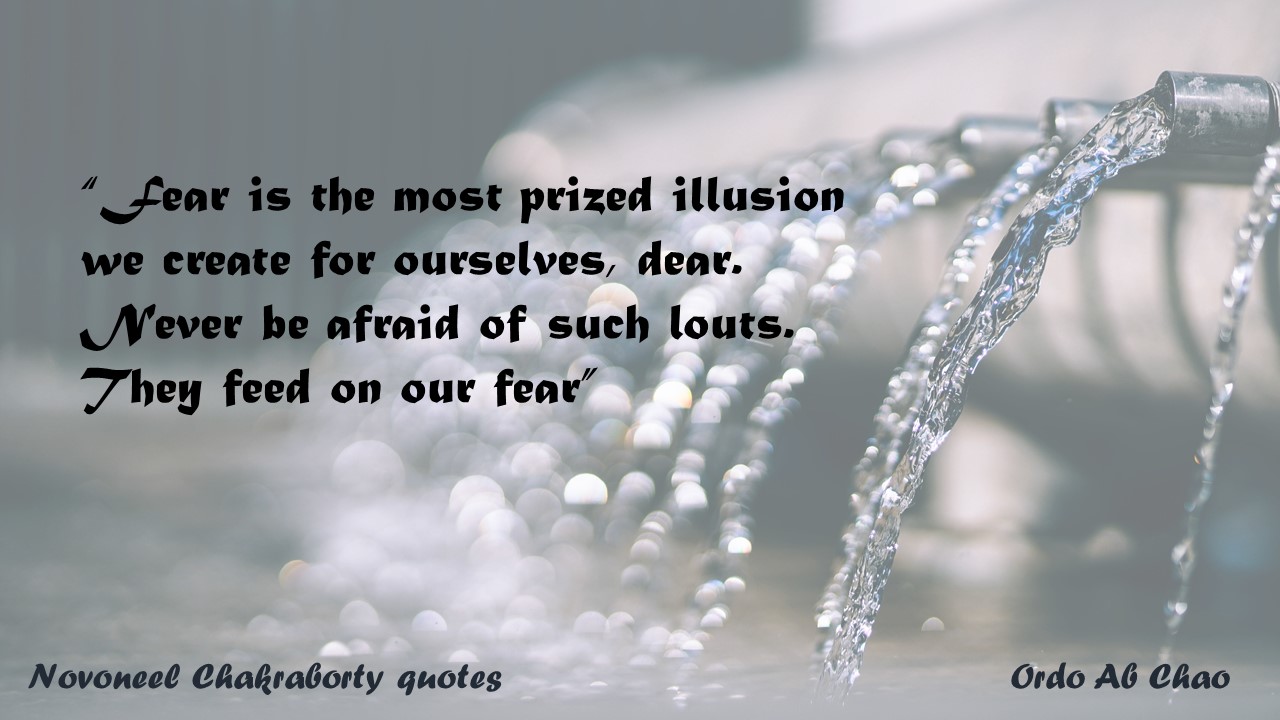 “Fear is the most prized illusion
we create for ourselves, dear.
Never be afraid of such louts.
They feed on our fear”
Novoneel Chakraborty quotes
Ordo Ab Chao